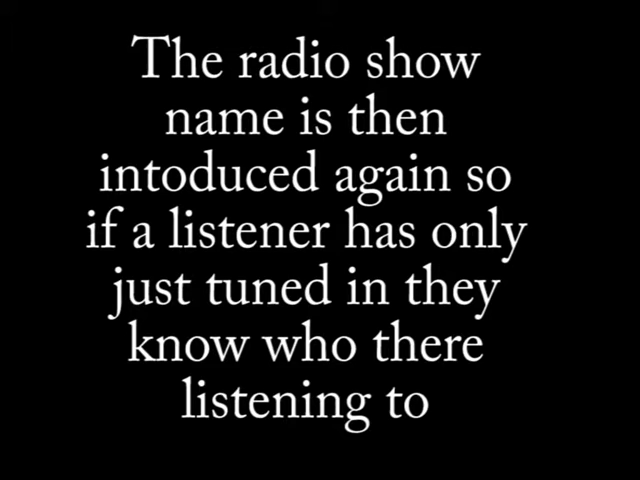 The radio show
name is then
intoduced again so
if a listener has only
just tuned in they
know who there
listening to